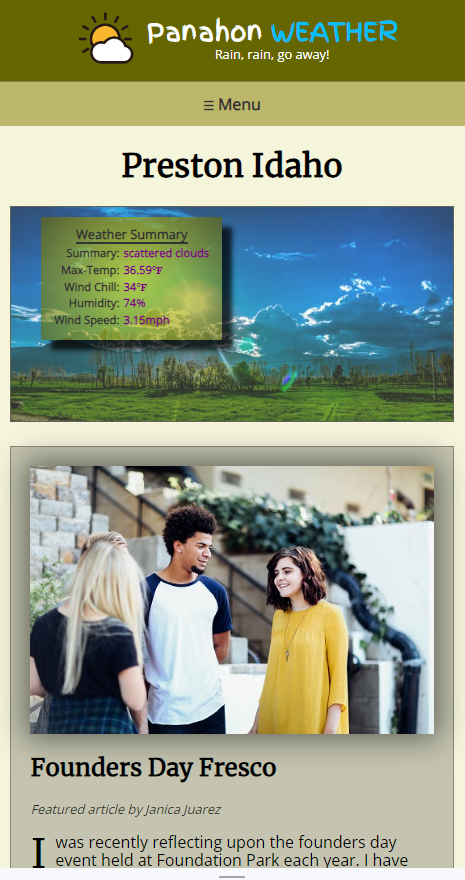 Panahon WEATHER
Rain, rain, go away!
☰ Menu
Preston Idaho
Weather Summary
Summary: scattered clouds
Max-Temp: 36.59°F
Wind Chill: 34°F
Humidity: 74%
Wind Speed: 3.15mph
Founders Day Fresco
Featured article by Janica Juarez
I was recently reflecting upon the founders day
event held at Foundation Park each year. I have